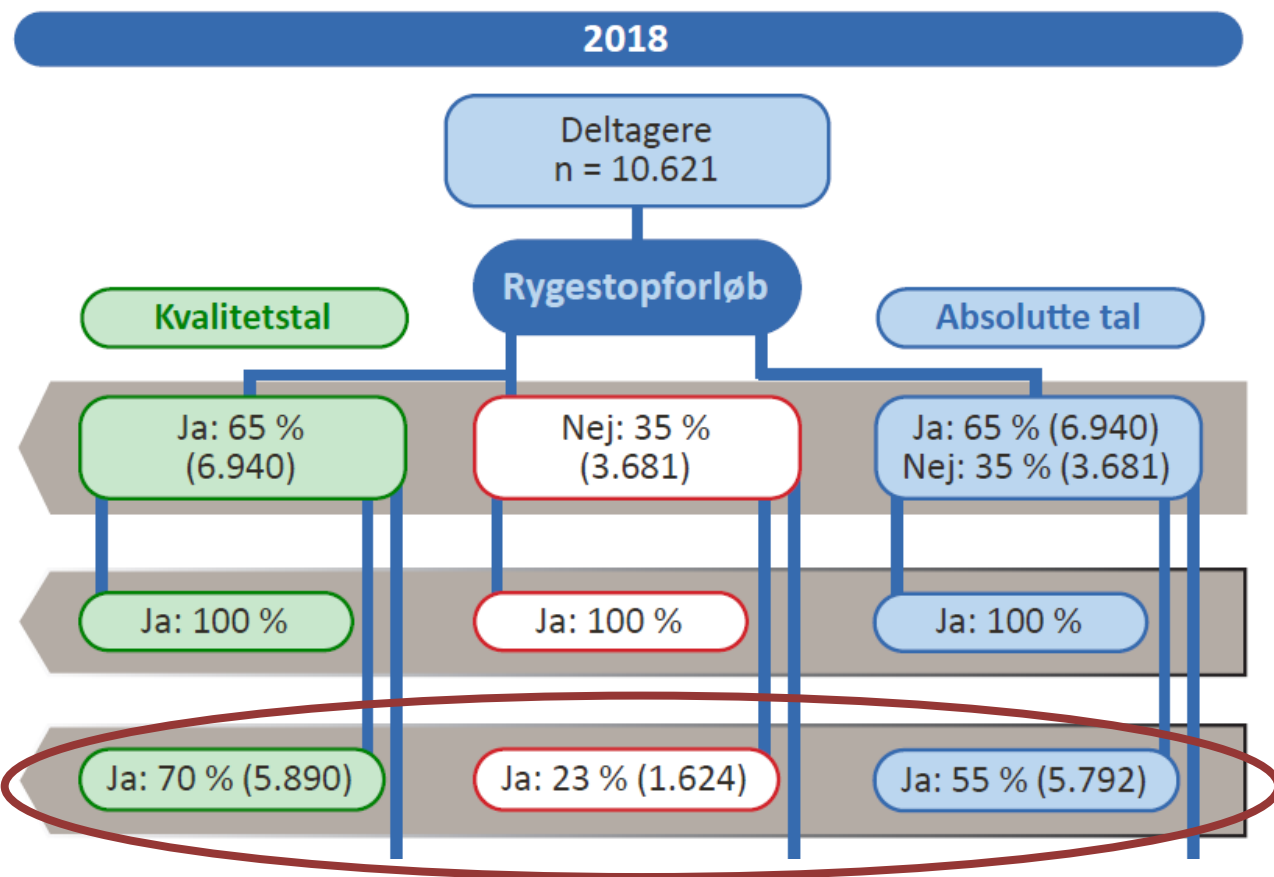 2018
Deltagere
n = 10.621
Rygestopforløb
Kvalitetstal
Absolutte tal
Ja: 65 %
(6.940)
Nej: 35 %
(3.681)
Ja: 65 % (6.940)
Nej: 35 % (3.681)
Ja: 100 %
Ja: 100 %
Ja: 100 %
Ja: 70 % (5.890)
Ja: 23 % (1.624)
Ja: 55 % (5.792)